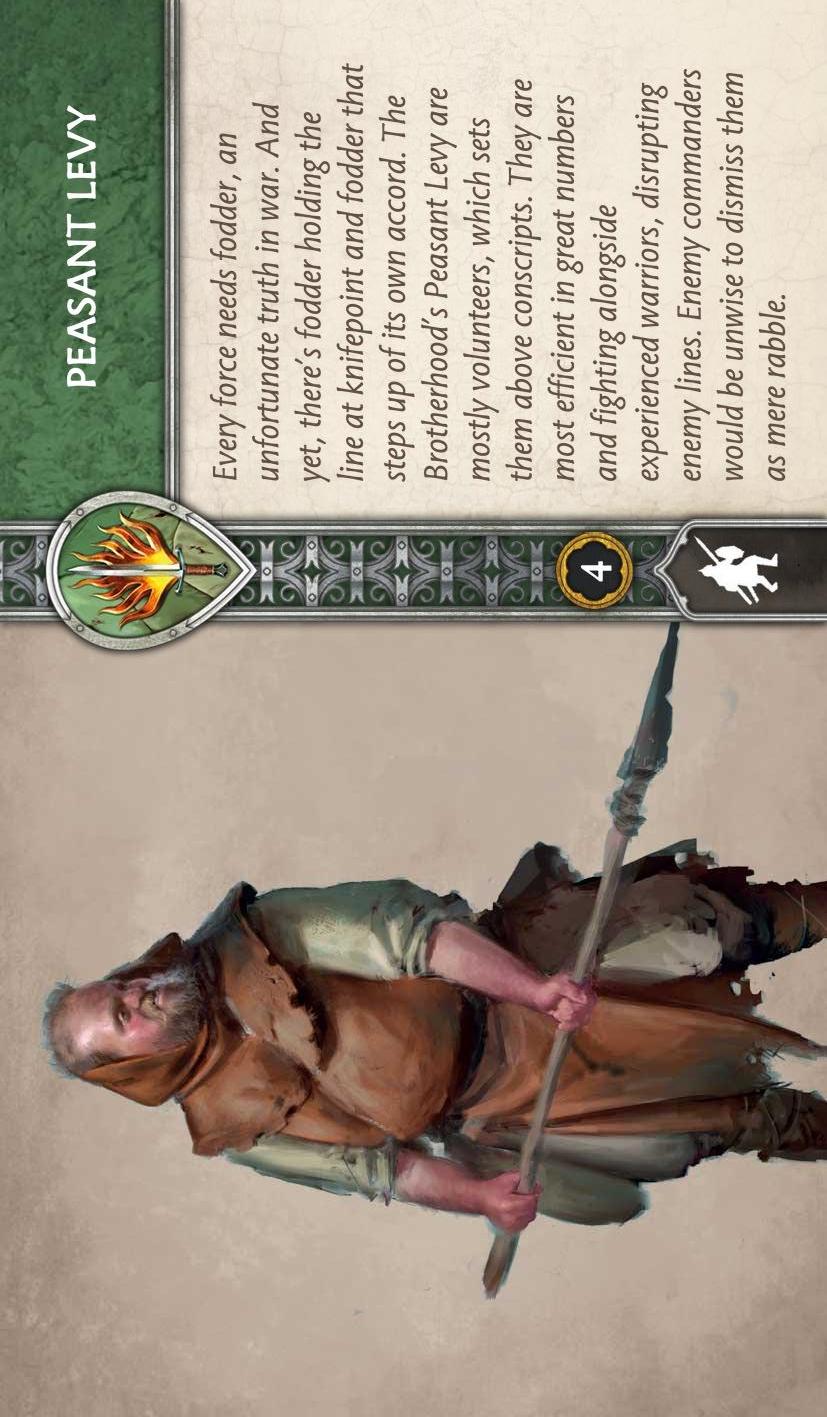 PEASANT LEVY
Every force needs fodder, an
unfortunate truth in war. And
yet, there's fodder holding the
line at knifepoint and fodder that
steps up of its own accord. The
Brotherhood's Peasant Levy are
mostly volunteers, which sets
them above conscripts. They are
most efficient in great numbers
and fighting alongside
experienced warriors, disrupting
enemy lines. Enemy commanders
would be unwise to dismiss them
as mere rabble.
4